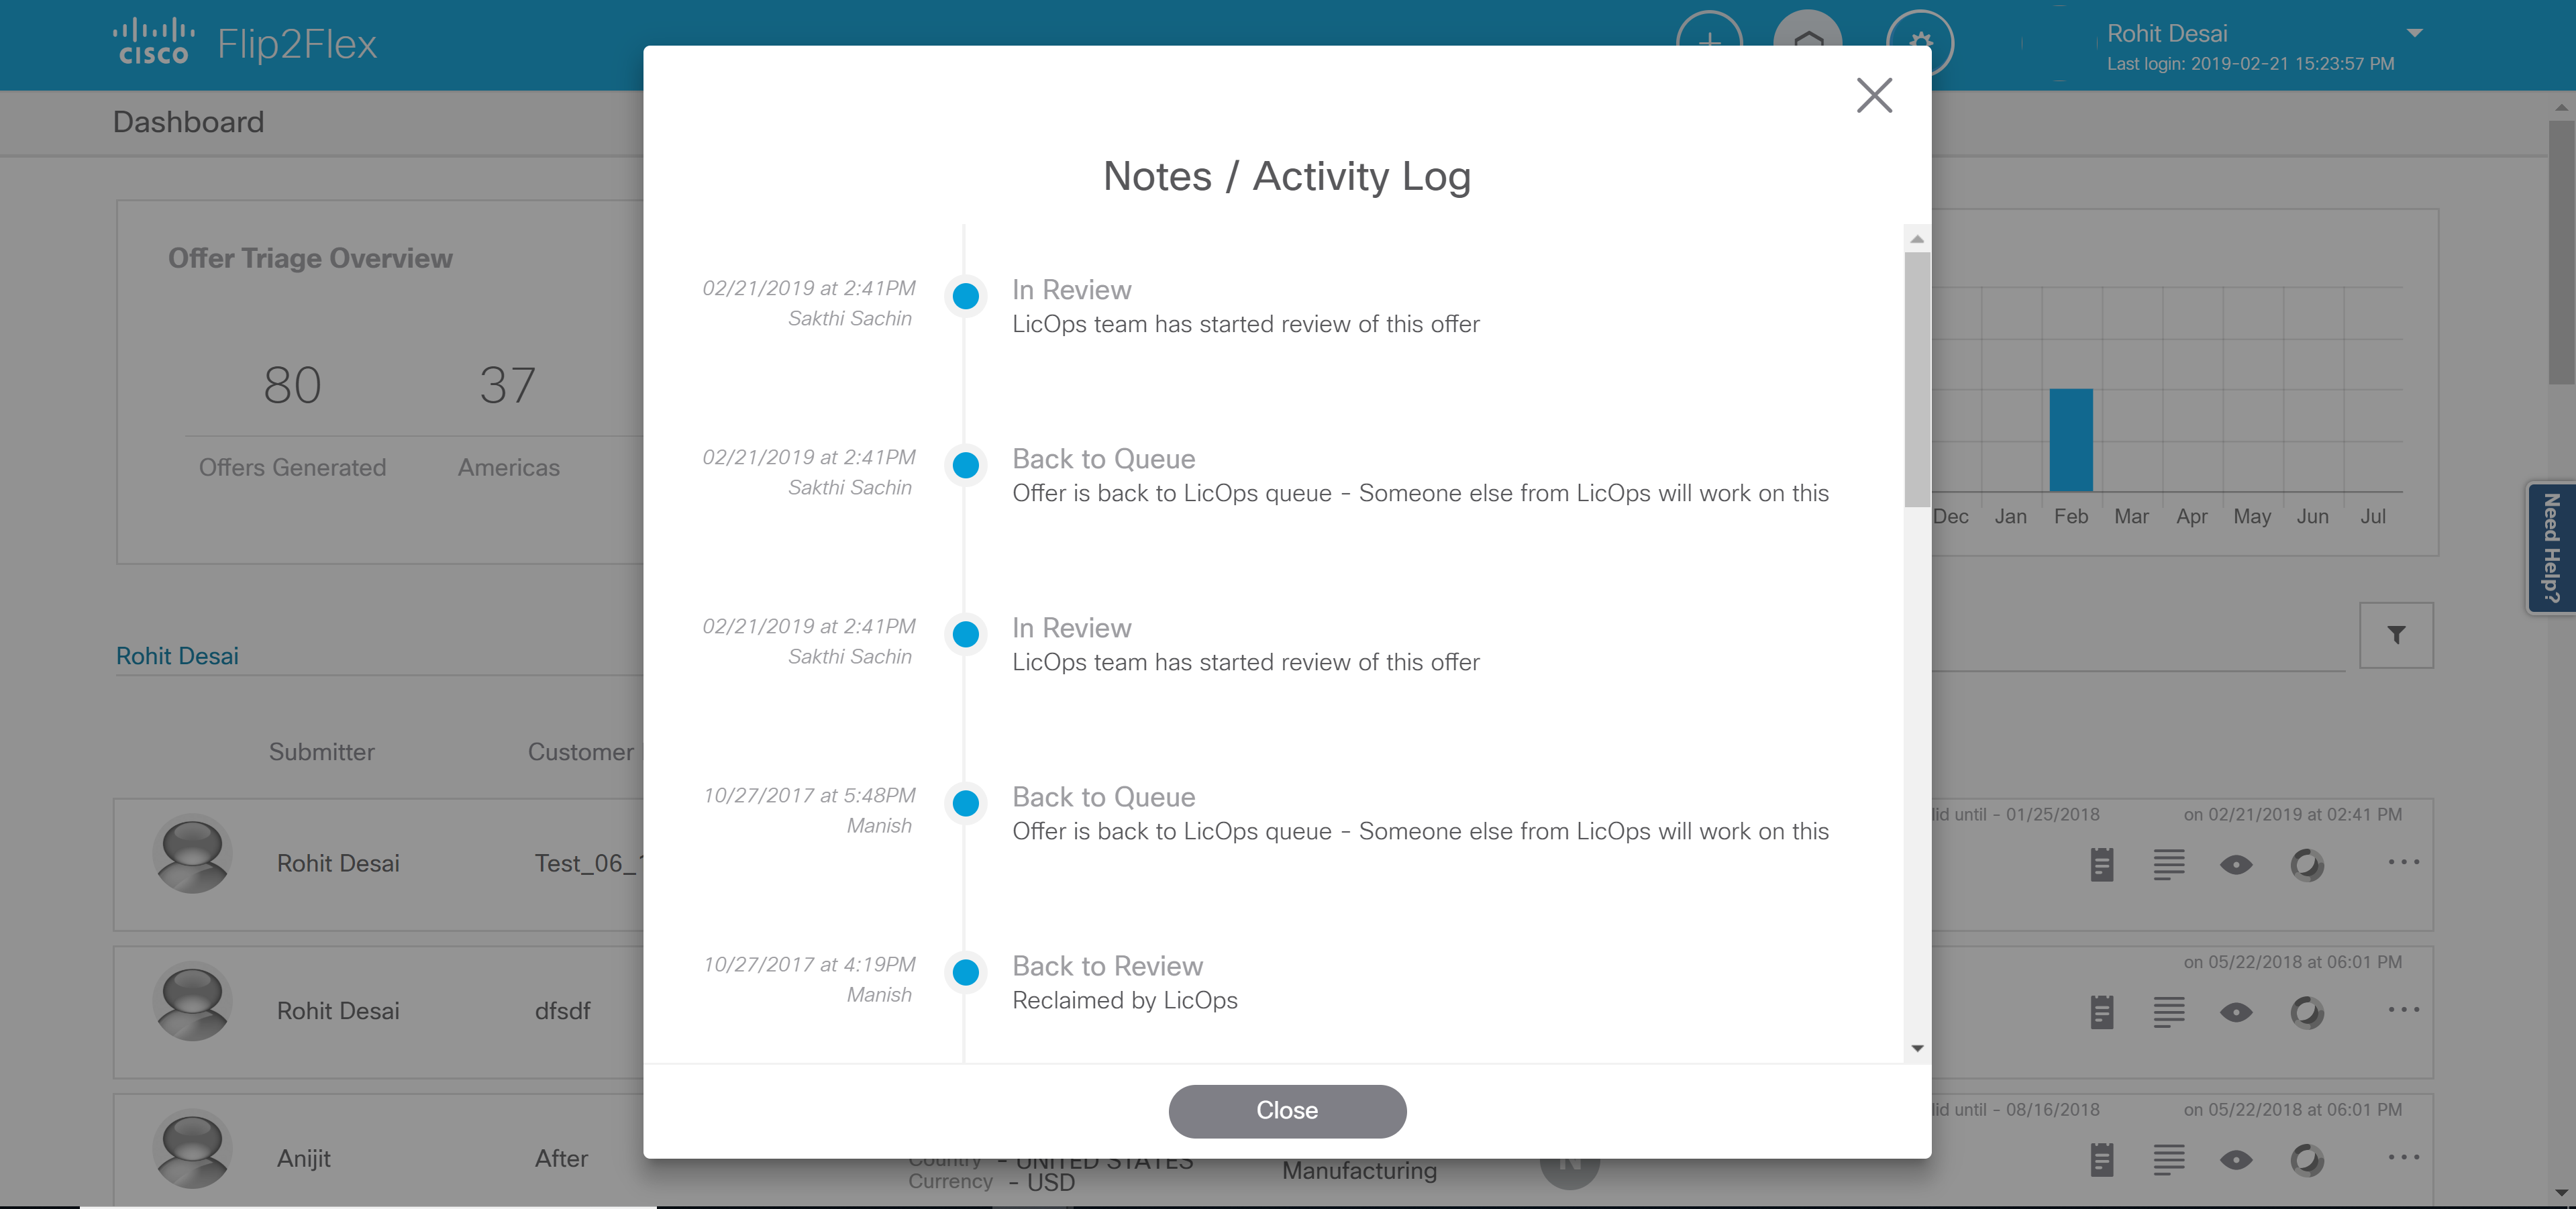 cisco Flip2Flex
Rohit Desai
Last login: 2019-02-21 15:23:57 PM
Dashboard
Offer Triage Overview
80
37
Offers Generated
Americas
Dec Jan Feb Mar Apr May Jun Jul
Need Help?
Rohit Desai
Submitter
Customer
Rohit Desai
Test_06_
until - 01/25/2018
on 02/21/2019 at 02:41 PM
Rohit Desai
dfsdf
on 05/22/2018 at 06:01 PM
Anijit
After
Country - UNITED STATES
Currency - USD
Manufacturing
N
until - 08/16/2018
on 05/22/2018 at 06:01 PM
Notes / Activity Log
02/21/2019 at 2:41PM
Sakthi Sachin
In Review
LicOps team has started review of this offer
02/21/2019 at 2:41PM
Sakthi Sachin
Back to Queue
Offer is back to LicOps queue - Someone else from LicOps will work on this
02/21/2019 at 2:41PM
Sakthi Sachin
In Review
LicOps team has started review of this offer
10/27/2017 at 5:48PM
Manish
Back to Queue
Offer is back to LicOps queue - Someone else from LicOps will work on this
10/27/2017 at 4:19PM
Manish
Back to Review
Reclaimed by LicOps
Close